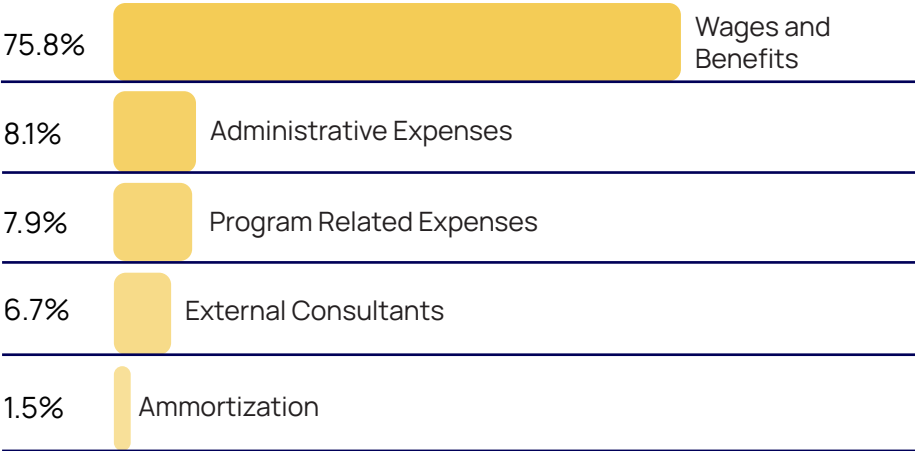 75.8%
Wages and
Benefits
8.1%
Administrative Expenses
7.9%
Program Related Expenses
6.7%
External Consultants
1.5%
Ammortization